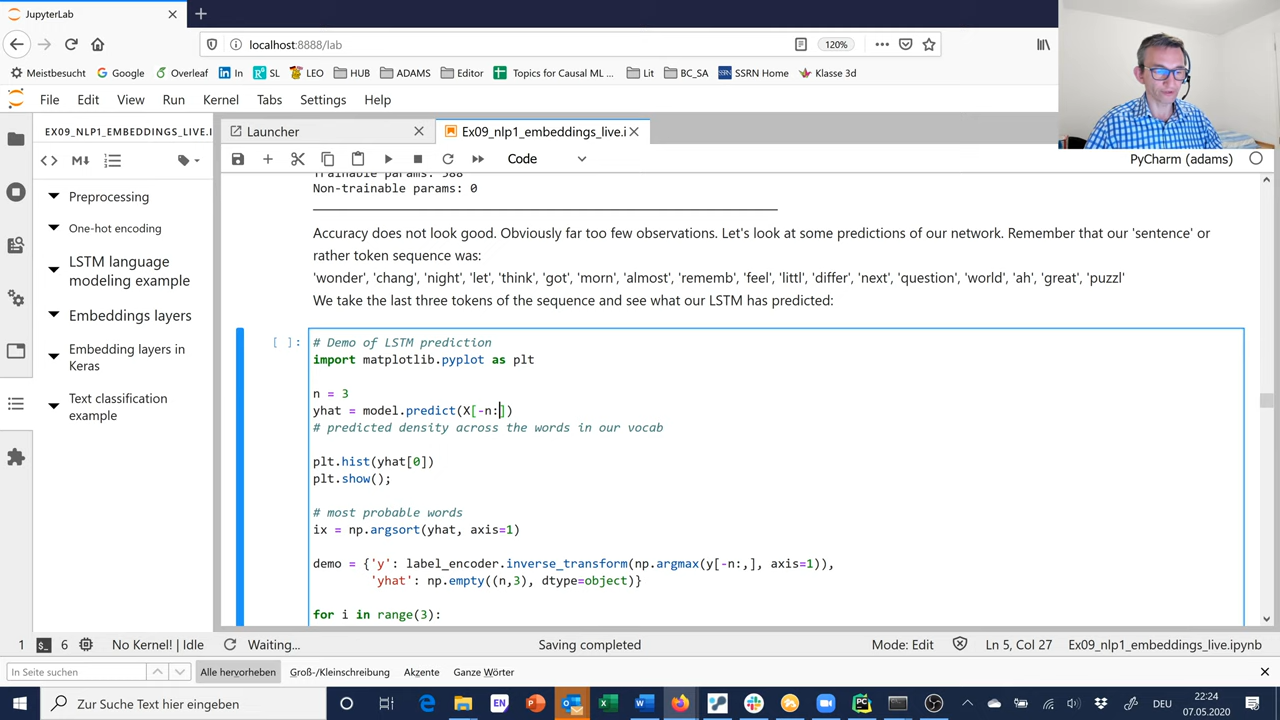 JupyterLab
localhost:8888/lab
120%
Meistbesucht Google Overleaf In SL LEO HUB ADAMS Editor Topics for Causal ML ... Lit BC_SA SSRN Home Klasse 3d
File Edit View Run Kernel Tabs Settings Help
EX09_NLP1_EMBEDDINGS_LIVE.I
Launcher
Ex09_nlp1_embeddings_live.i
Code
PyCharm (adams)
Preprocessing
One-hot encoding
LSTM language
modeling example
Embeddings layers
Embedding layers in
Keras
Text classification
example
Trainable params: 588
Non-trainable params: 0
Accuracy does not look good. Obviously far too few observations. Let's look at some predictions of our network. Remember that our 'sentence' or
rather token sequence was:
'wonder', 'chang', 'night', 'let', 'think', 'got', 'morn', 'almost', 'rememb', 'feel', 'littl', 'differ', 'next', 'question', 'world', 'ah', 'great', 'puzzl'
We take the last three tokens of the sequence and see what our LSTM has predicted:
[ ]:
# Demo of LSTM prediction
import matplotlib.pyplot as plt
n = 3
yhat = model.predict(X[-n:])
# predicted density across the words in our vocab
plt.hist(yhat[0])
plt.show();
# most probable words
ix = np.argsort(yhat, axis=1)
demo = {'y': label_encoder.inverse_transform(np.argmax(y[-n:,], axis=1)),
'yhat': np.empty((n,3), dtype=object)}
for i in range(3):
1 6 No Kernel! | Idle Waiting... Saving completed Mode: Edit Ln 5, Col 27 Ex09_nlp1_embeddings_live.ipynb
In Seite suchen Alle hervorheben Groß-/Kleinschreibung Akzente Ganze Wörter
Zur Suche Text hier eingeben
EN
DEU
22:24
07.05.2020